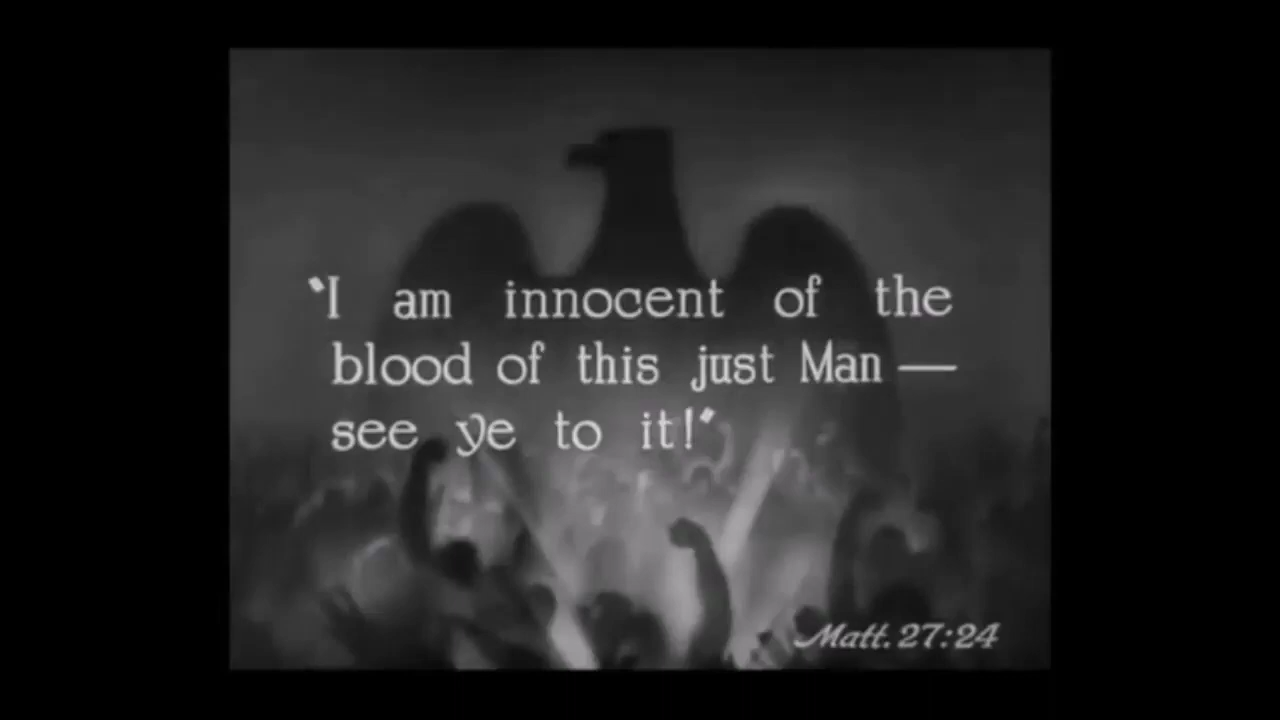 "I am innocent of the
blood of this just Man —
see ye to it!"
Matt. 27:24